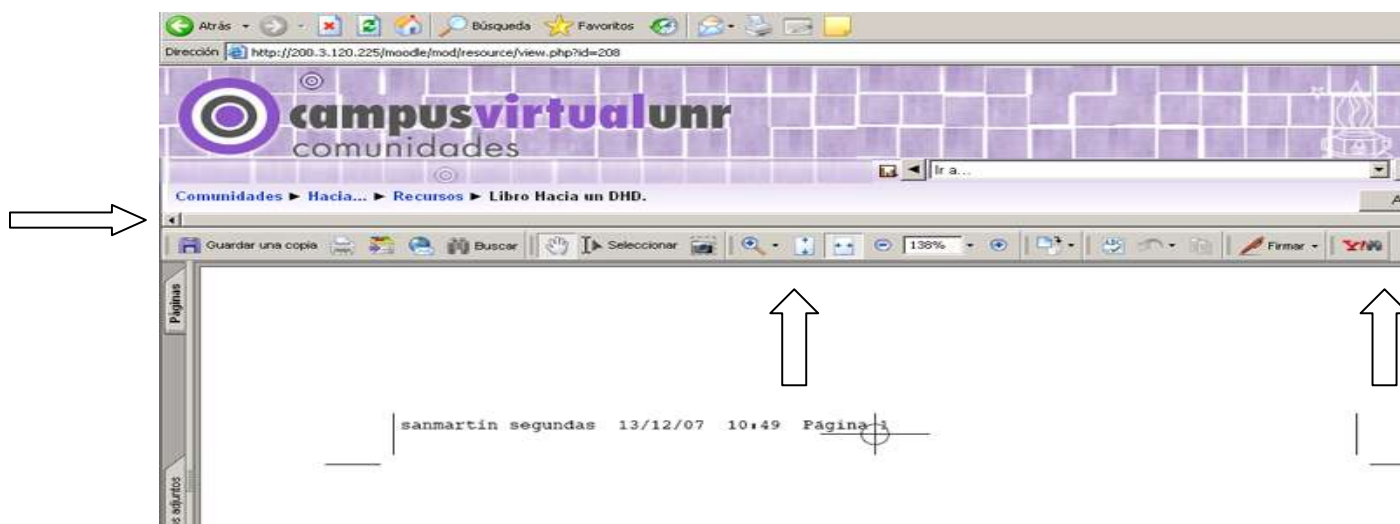 Atrás
Búsqueda
Favoritos
Dirección http://200.3.120.225/moodle/mod/resource/view.php?id=208
campusvirtualunr
comunidades
Ir a...
Comunidades ► Hacia... ► Recursos ► Libro Hacia un DHD.
A
Guardar una copia
Buscar
Seleccionar
138%
Firmar
Y!
Páginas
sanmartín segundas 13/12/07 10:49 Página 1
s adjuntos